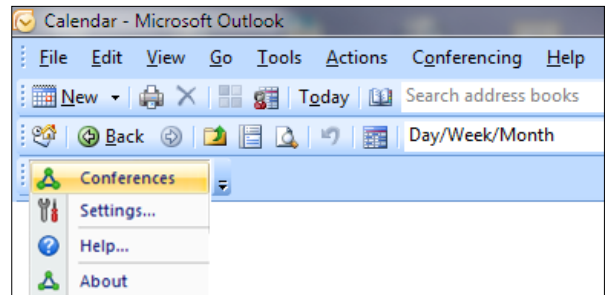 Calendar - Microsoft Outlook
File Edit View Go Tools Actions Conferencing Help
New Today Search address books
Back Day/Week/Month
Conferences
Settings...
Help...
About